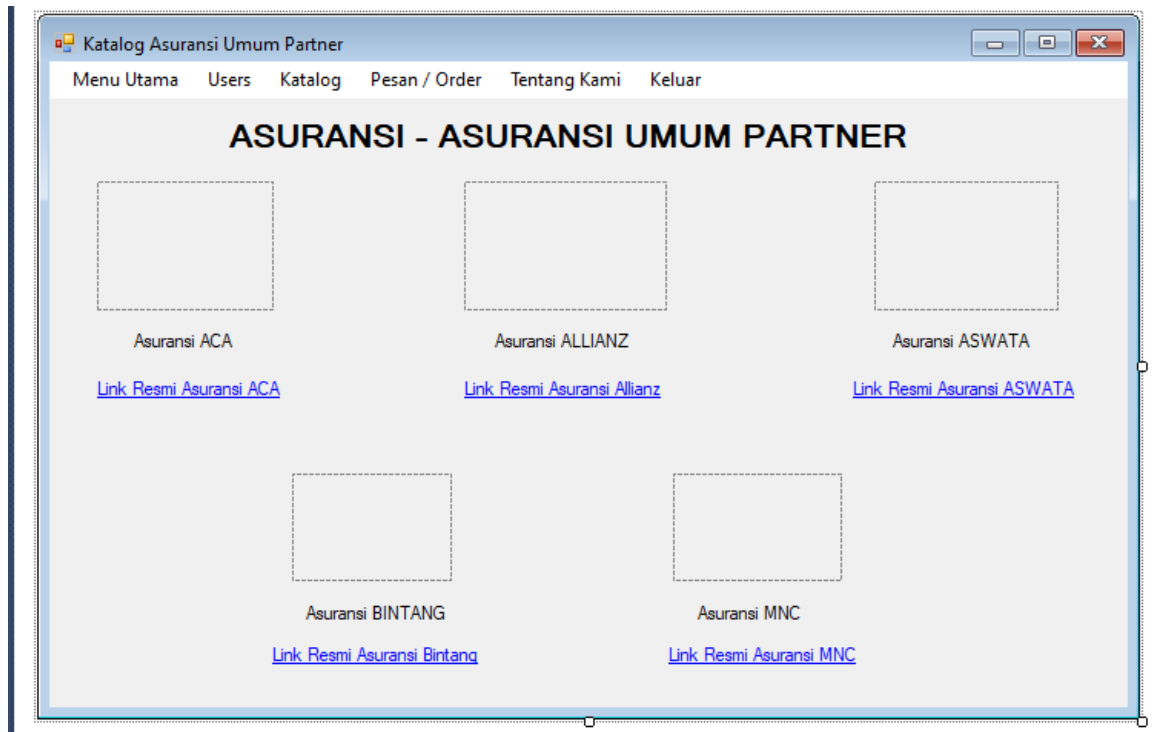 Katalog Asuransi Umum Partner
Menu Utama Users Katalog Pesan / Order Tentang Kami Keluar
ASURANSI - ASURANSI UMUM PARTNER
Asuransi ACA Asuransi ALLIANZ Asuransi ASWATA
Link Resmi Asuransi ACA Link Resmi Asuransi Allianz Link Resmi Asuransi ASWATA
Asuransi BINTANG Asuransi MNC
Link Resmi Asuransi Bintang Link Resmi Asuransi MNC